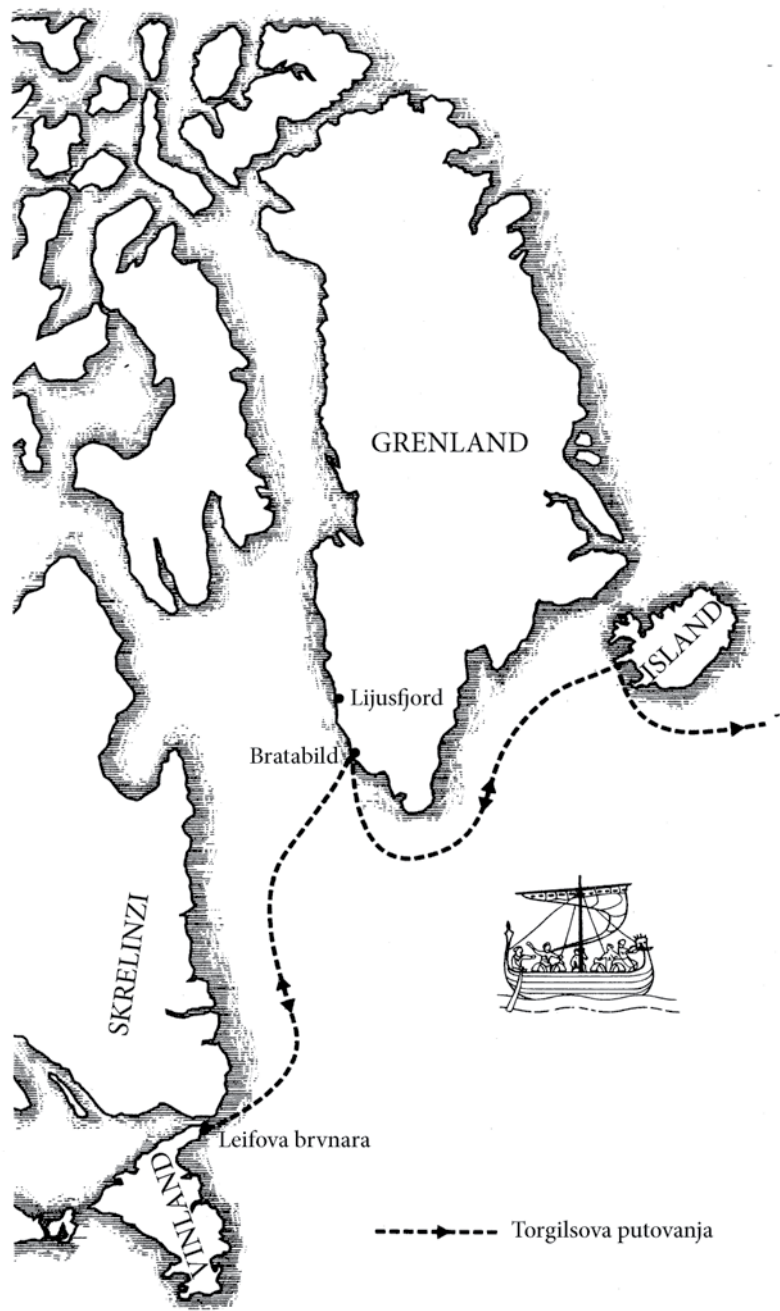 GRENLAND
ISLAND
Lijusfjord
Bratabild
SKRELINZI
Leifova brvnara
VINLAND
Torgilsova putovanja